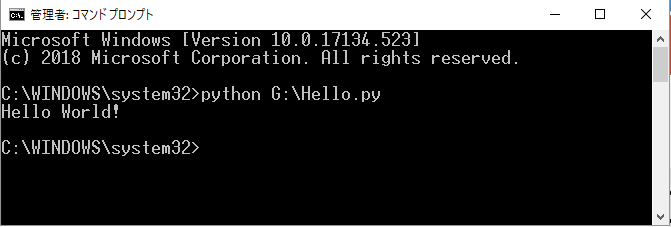 管理者: コマンド プロンプト
Microsoft Windows [Version 10.0.17134.523]
(c) 2018 Microsoft Corporation. All rights reserved.
C:\WINDOWS\system32>python G:\Hello.py
Hello World!
C:\WINDOWS\system32>